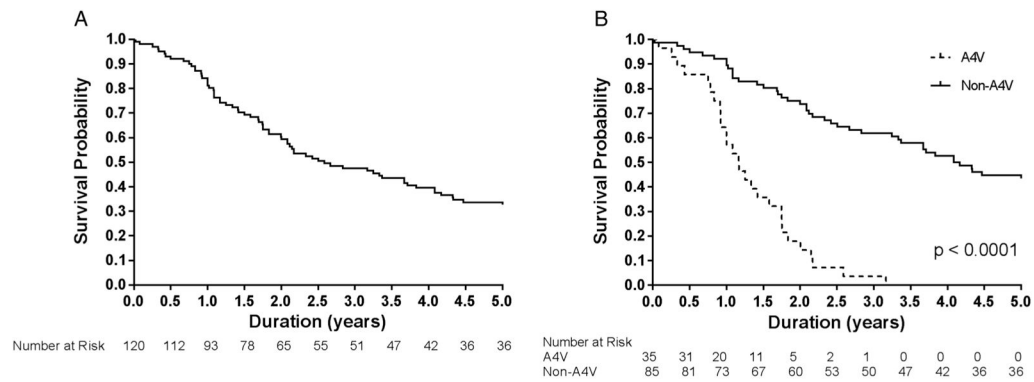 A
1.0
0.9
0.8
0.7
0.6
0.5
0.4
0.3
0.2
0.1
0.0
Survival Probability
0.0 0.5 1.0 1.5 2.0 2.5 3.0 3.5 4.0 4.5 5.0
Duration (years)
Number at Risk 120 112 93 78 65 55 51 47 42 36 36
B
1.0
0.9
0.8
0.7
0.6
0.5
0.4
0.3
0.2
0.1
0.0
Survival Probability
A4V
Non-A4V
p < 0.0001
0.0 0.5 1.0 1.5 2.0 2.5 3.0 3.5 4.0 4.5 5.0
Duration (years)
Number at Risk
A4V 35 31 20 11 5 2 1 0 0 0 0
Non-A4V 85 81 73 67 60 53 50 47 42 36 36